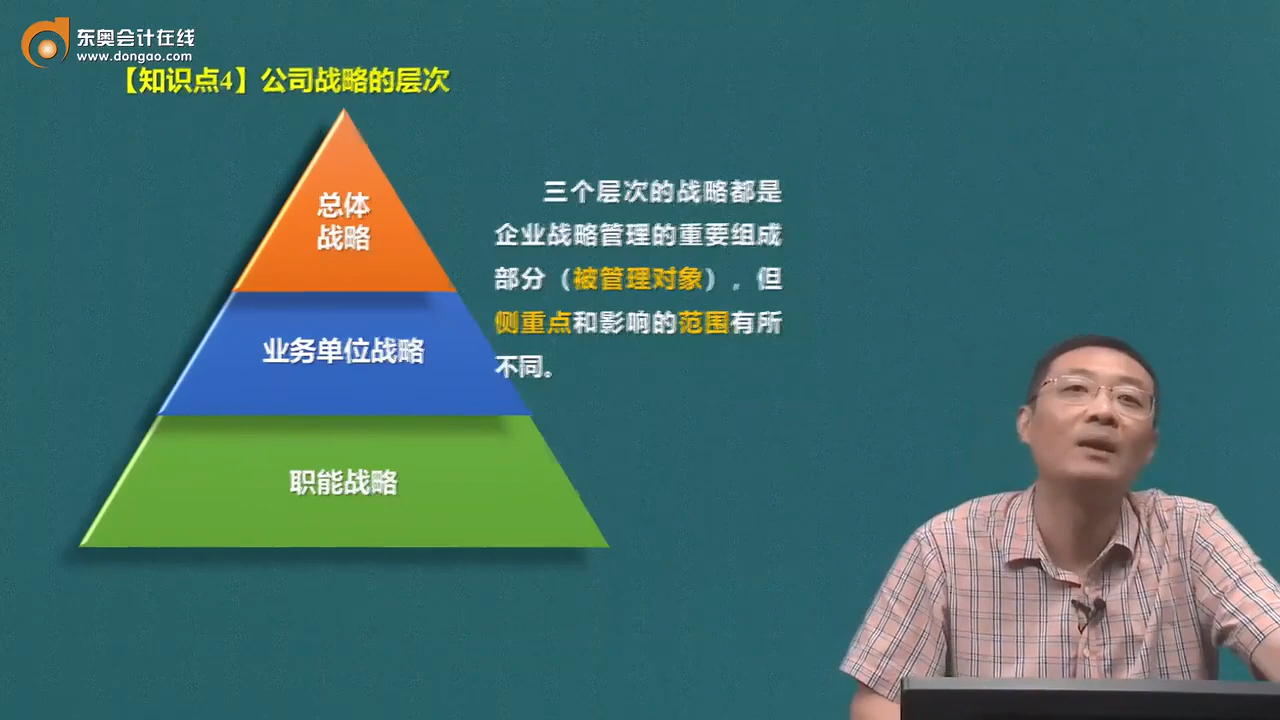 东奥会计在线
www.dongao.com
【知识点4】公司战略的层次
总体
战略
业务单位战略
职能战略
三个层次的战略都是
企业战略管理的重要组成
部分（被管理对象），但
侧重点和影响的范围有所
不同。